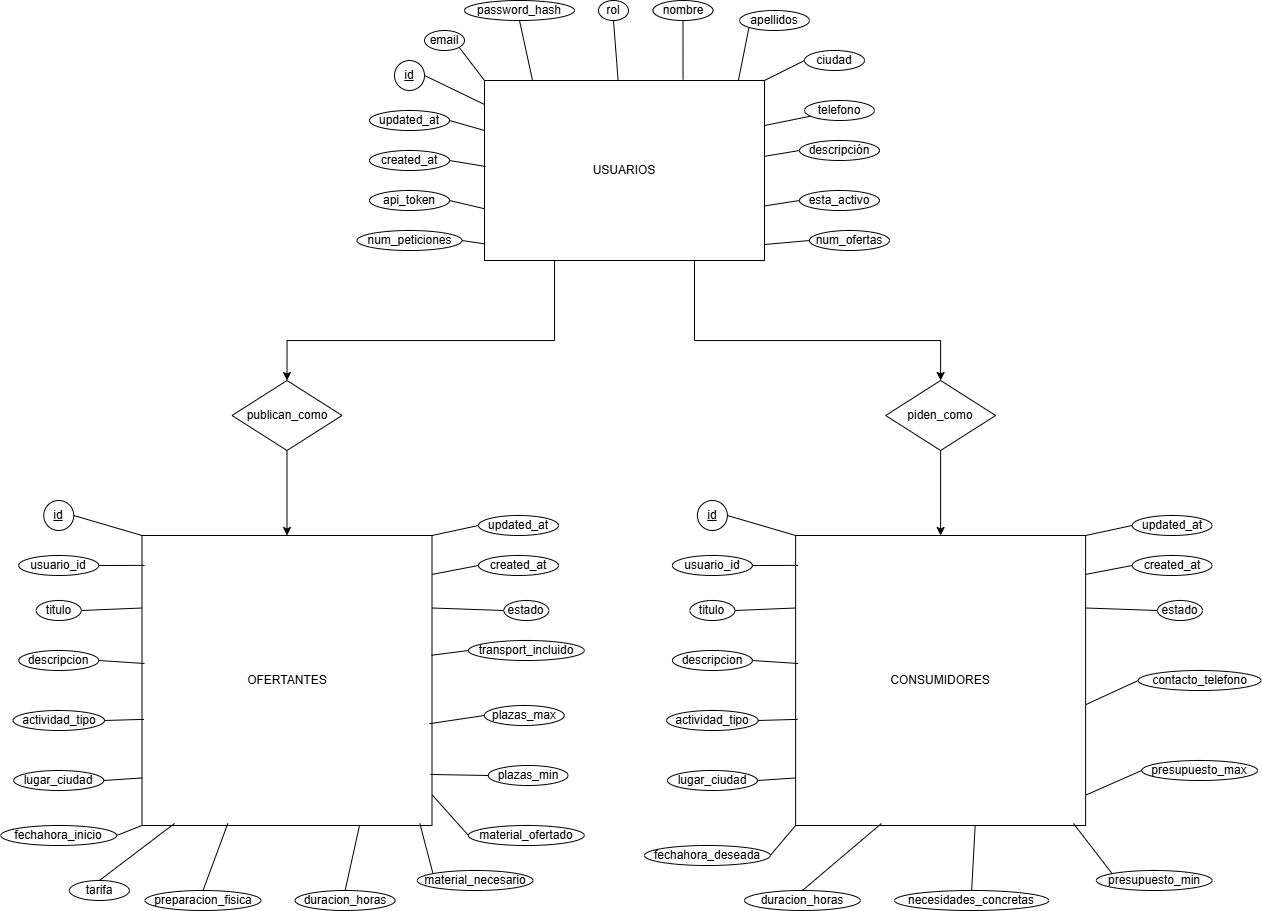 password_hash
rol
nombre
apellidos
email
ciudad
id
telefono
updated_at
descripción
created_at
USUARIOS
api_token
esta_activo
num_peticiones
num_ofertas
publican_como
piden_como
id
updated_at
usuario_id
created_at
titulo
estado
descripcion
transport_incluido
OFERTANTES
actividad_tipo
plazas_max
lugar_ciudad
plazas_min
fechahora_inicio
material_ofertado
tarifa
preparacion_fisica
duracion_horas
material_necesario
id
updated_at
usuario_id
created_at
titulo
estado
descripcion
contacto_telefono
CONSUMIDORES
actividad_tipo
lugar_ciudad
presupuesto_max
fechahora_deseada
duracion_horas
necesidades_concretas
presupuesto_min